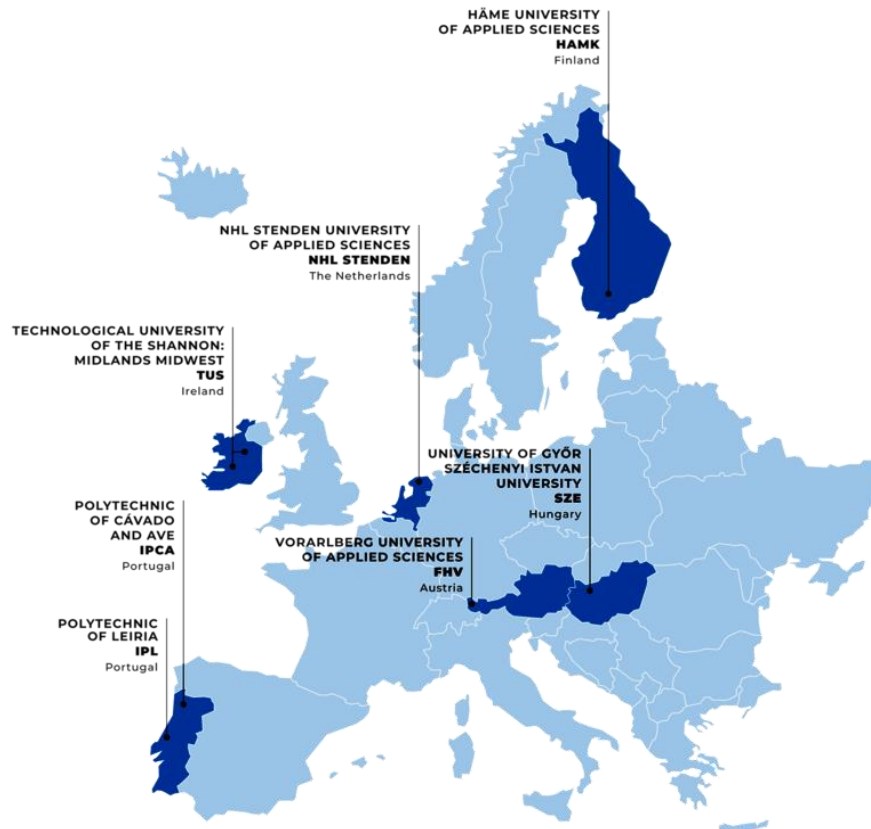 HÄME UNIVERSITY
OF APPLIED SCIENCES
HAMK
Finland
NHL STENDEN UNIVERSITY
OF APPLIED SCIENCES
NHL STENDEN
The Netherlands
TECHNOLOGICAL UNIVERSITY
OF THE SHANNON:
MIDLANDS MIDWEST
TUS
Ireland
UNIVERSITY OF GYŐR
SZÉCHENYI ISTVAN
UNIVERSITY
SZE
Hungary
POLYTECHNIC
OF CÁVADO
AND AVE
IPCA
Portugal
VORARLBERG UNIVERSITY
OF APPLIED SCIENCES
FHV
Austria
POLYTECHNIC
OF LEIRIA
IPL
Portugal